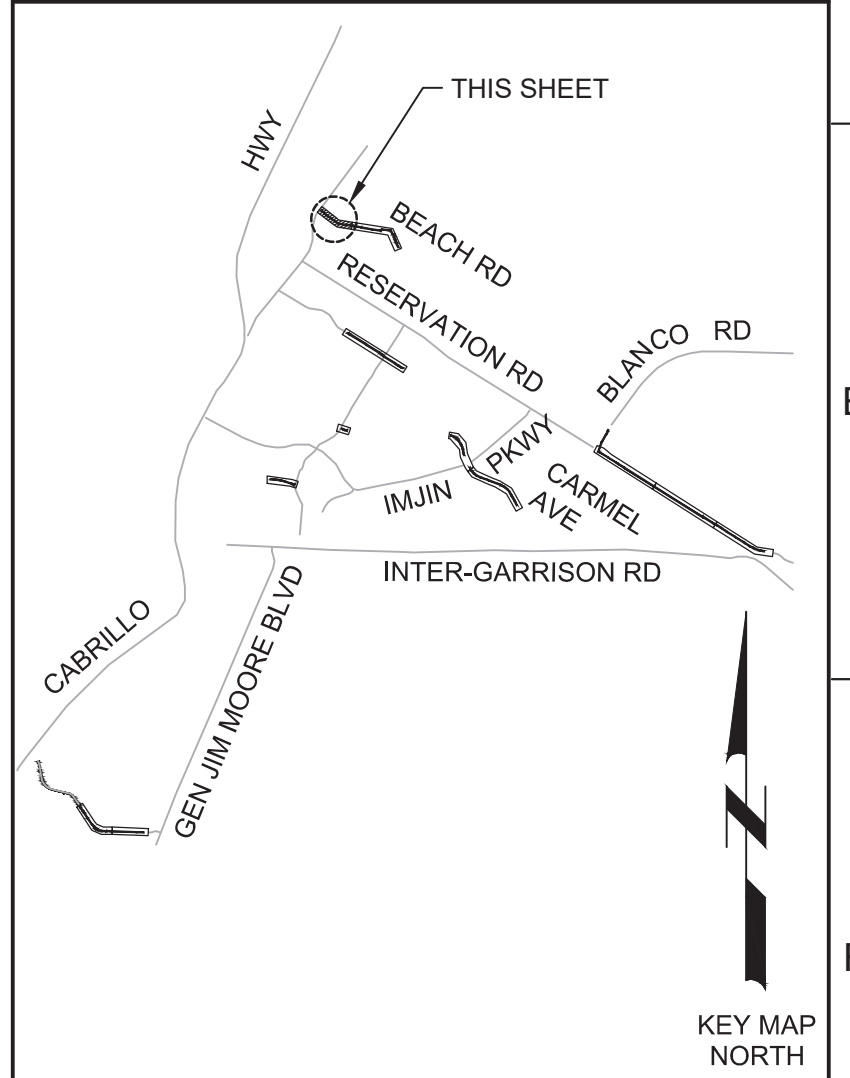 THIS SHEET
HWY
BEACH RD
RESERVATION RD
BLANCO RD
IMJIN PKWY
CARMEL
AVE
INTER-GARRISON RD
CABRILLO
GEN JIM MOORE BLVD
KEY MAP
NORTH